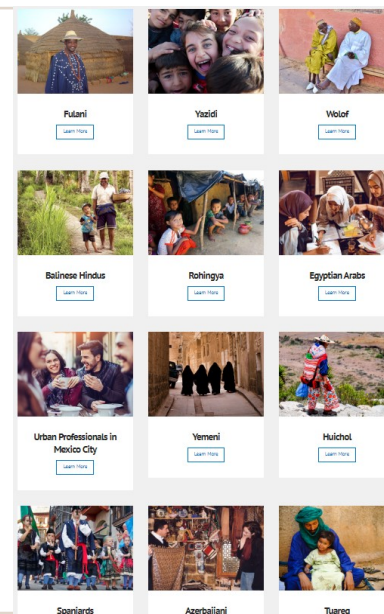 Fulani
Learn More
Yazidi
Learn More
Wolof
Learn More
Balinese Hindus
Learn More
Rohingya
Learn More
Egyptian Arabs
Learn More
Urban Professionals in
Mexico City
Learn More
Yemeni
Learn More
Huichol
Learn More
Spaniards
Azerbaijani
Tuareg